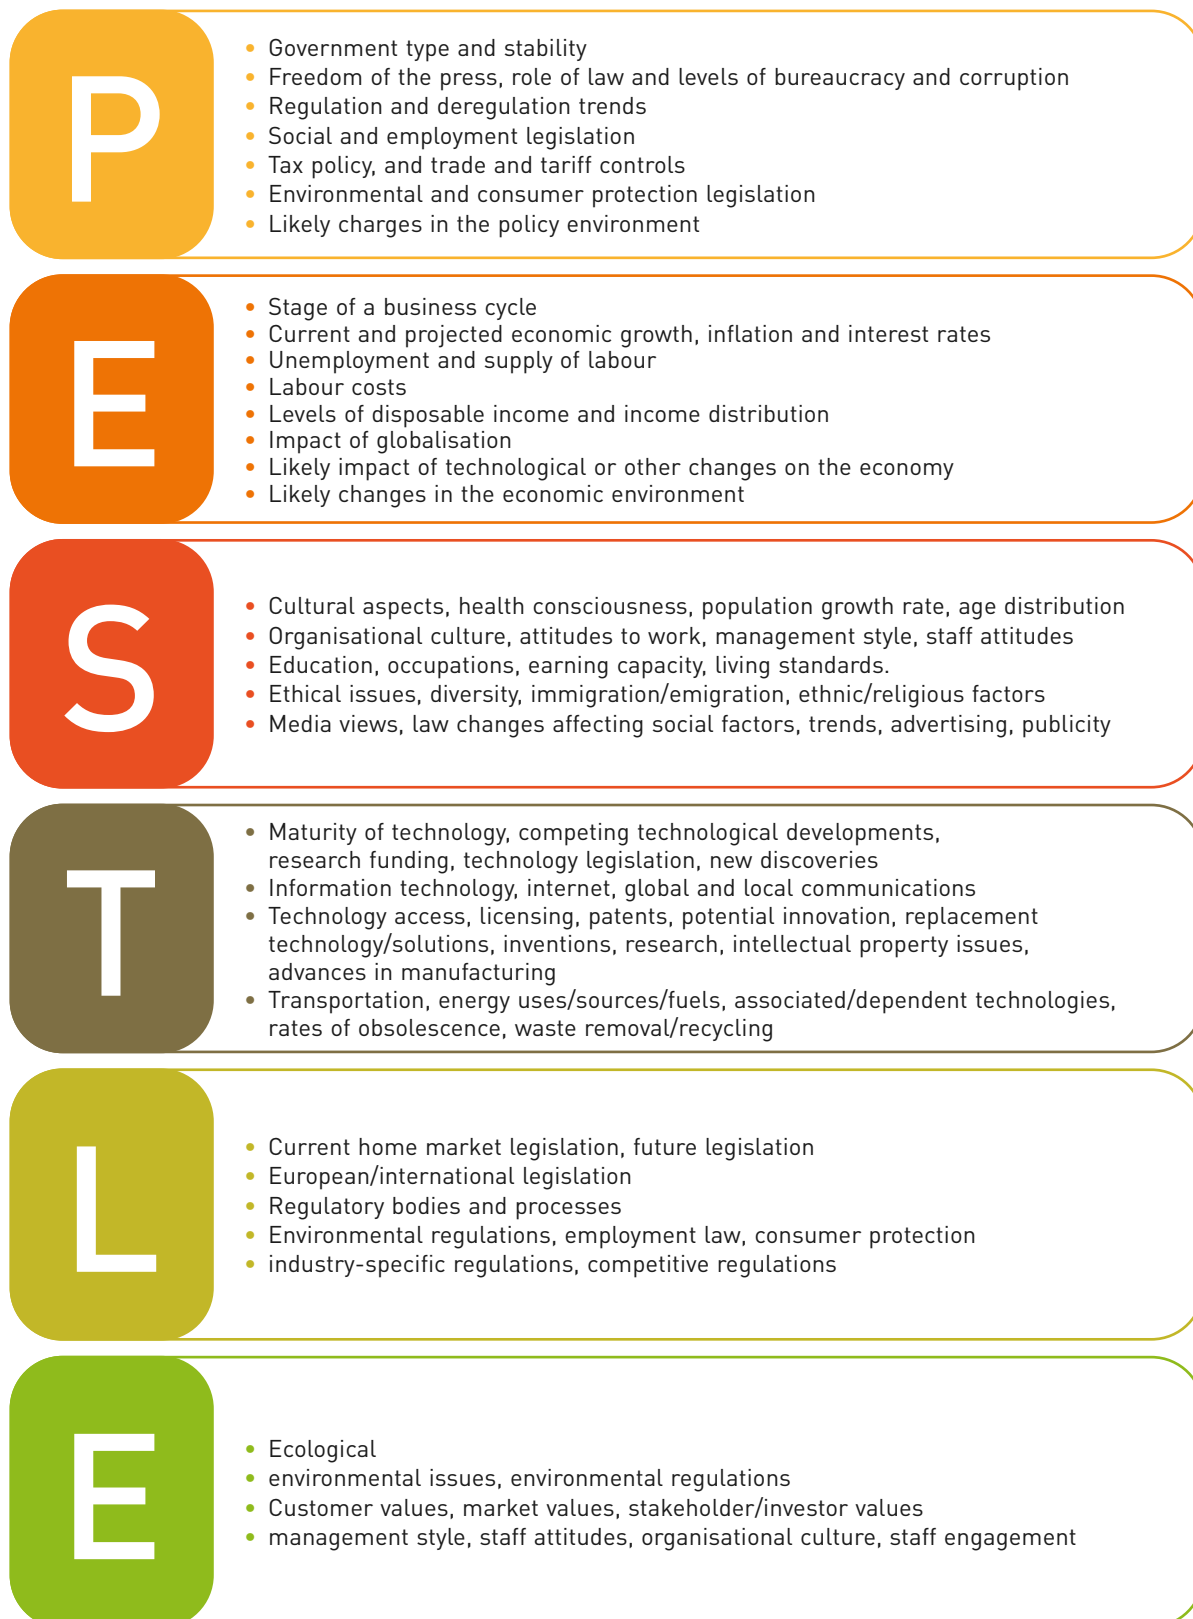 P
• Government type and stability
• Freedom of the press, role of law and levels of bureaucracy and corruption
• Regulation and deregulation trends
• Social and employment legislation
• Tax policy, and trade and tariff controls
• Environmental and consumer protection legislation
• Likely charges in the policy environment
E
• Stage of a business cycle
• Current and projected economic growth, inflation and interest rates
• Unemployment and supply of labour
• Labour costs
• Levels of disposable income and income distribution
• Impact of globalisation
• Likely impact of technological or other changes on the economy
• Likely changes in the economic environment
S
• Cultural aspects, health consciousness, population growth rate, age distribution
• Organisational culture, attitudes to work, management style, staff attitudes
• Education, occupations, earning capacity, living standards.
• Ethical issues, diversity, immigration/emigration, ethnic/religious factors
• Media views, law changes affecting social factors, trends, advertising, publicity
T
• Maturity of technology, competing technological developments,
research funding, technology legislation, new discoveries
• Information technology, internet, global and local communications
• Technology access, licensing, patents, potential innovation, replacement
technology/solutions, inventions, research, intellectual property issues,
advances in manufacturing
• Transportation, energy uses/sources/fuels, associated/dependent technologies,
rates of obsolescence, waste removal/recycling
L
• Current home market legislation, future legislation
• European/international legislation
• Regulatory bodies and processes
• Environmental regulations, employment law, consumer protection
• industry-specific regulations, competitive regulations
E
• Ecological
• environmental issues, environmental regulations
• Customer values, market values, stakeholder/investor values
• management style, staff attitudes, organisational culture, staff engagement